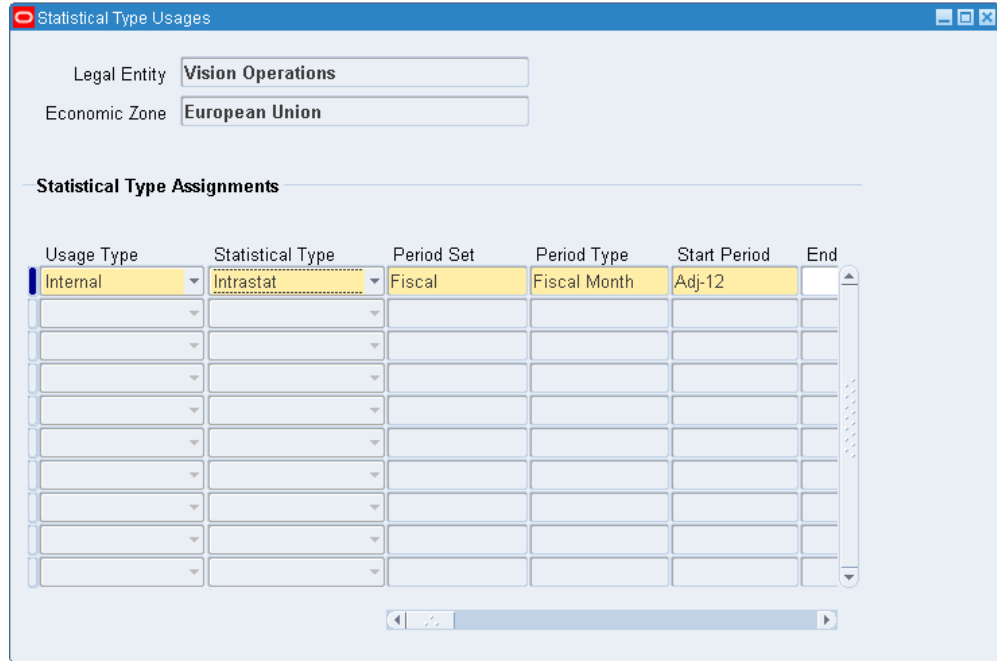 Statistical Type Usages
Legal Entity Vision Operations
Economic Zone European Union
Statistical Type Assignments
Usage Type Statistical Type Period Set Period Type Start Period End
Internal Intrastat Fiscal Fiscal Month Adj-12